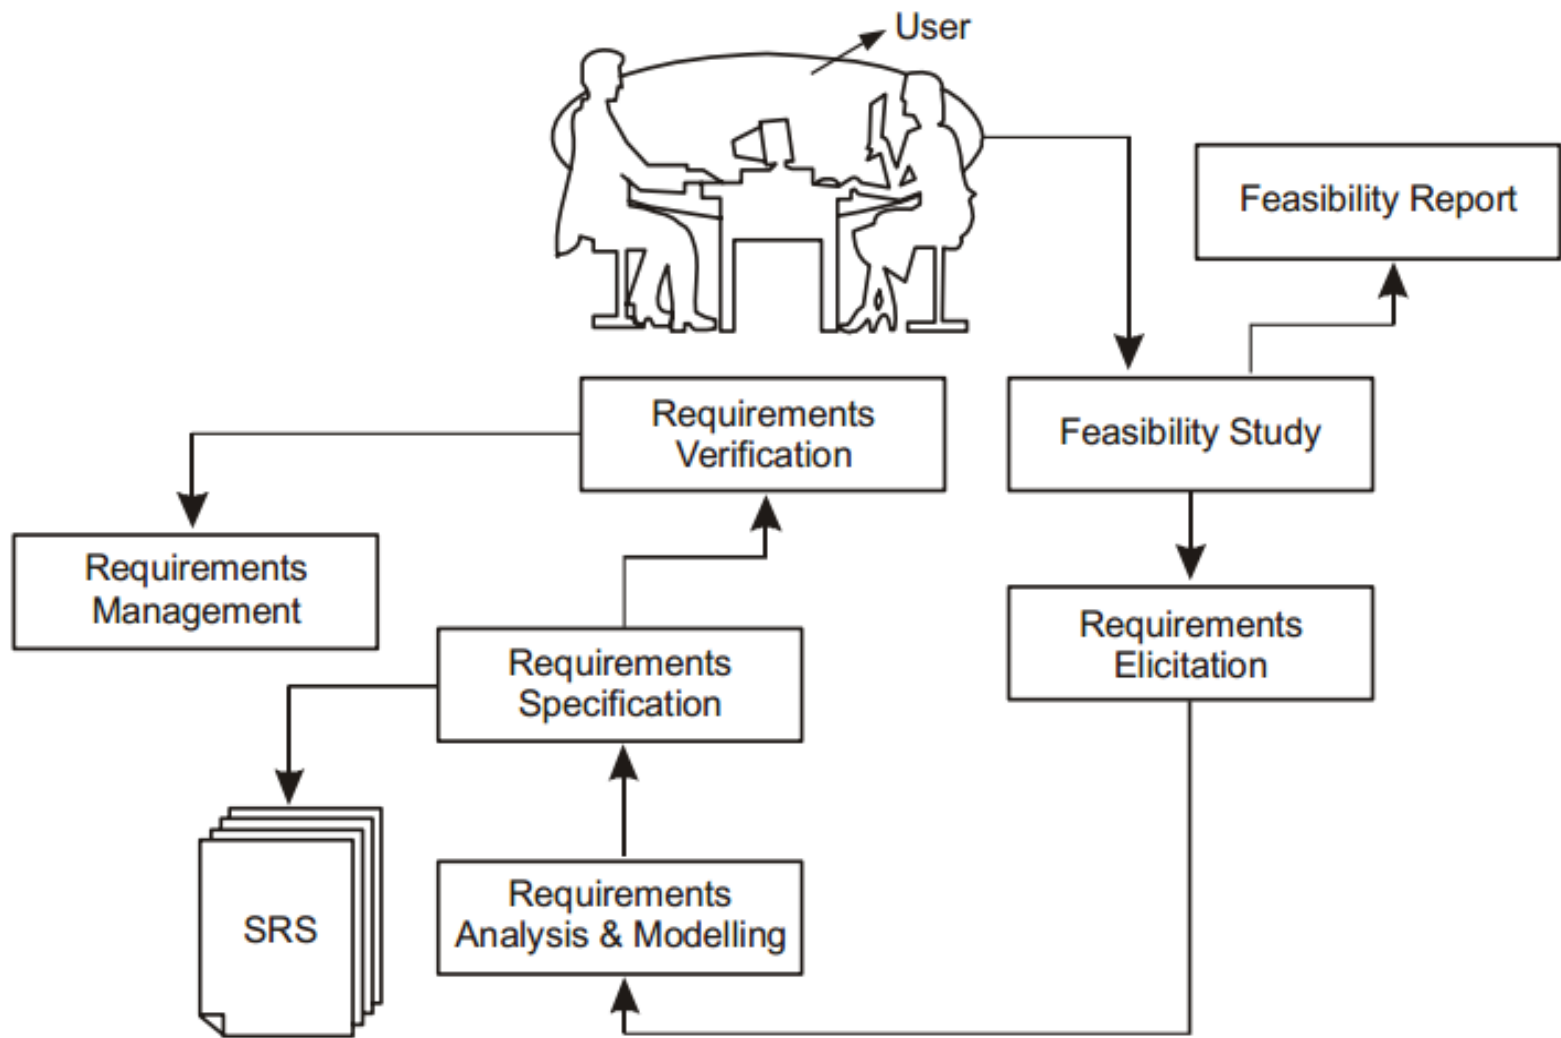 User
Feasibility Report
Requirements
Verification
Feasibility Study
Requirements
Management
Requirements
Elicitation
Requirements
Specification
SRS
Requirements
Analysis & Modelling